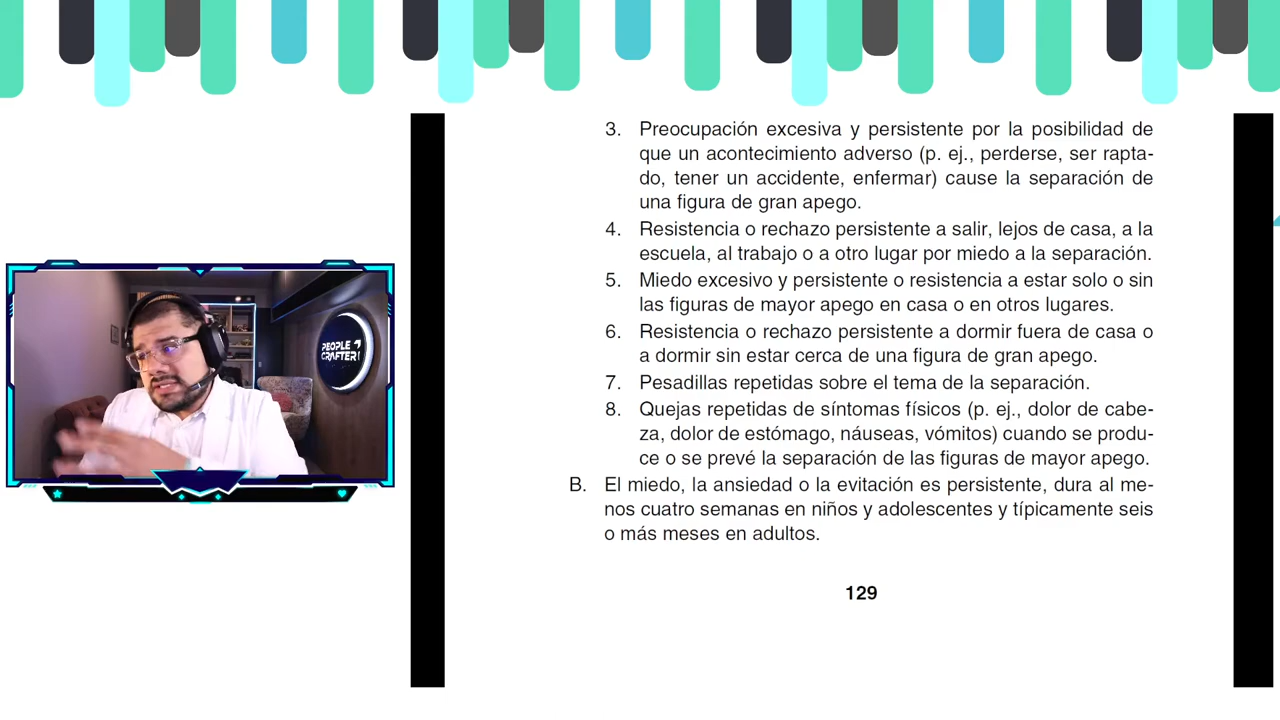 3. Preocupación excesiva y persistente por la posibilidad de
que un acontecimiento adverso (p. ej., perderse, ser rapta-
do, tener un accidente, enfermar) cause la separación de
una figura de gran apego.
4. Resistencia o rechazo persistente a salir, lejos de casa, a la
escuela, al trabajo o a otro lugar por miedo a la separación.
5. Miedo excesivo y persistente o resistencia a estar solo o sin
las figuras de mayor apego en casa o en otros lugares.
6. Resistencia o rechazo persistente a dormir fuera de casa o
a dormir sin estar cerca de una figura de gran apego.
7. Pesadillas repetidas sobre el tema de la separación.
8. Quejas repetidas de síntomas físicos (p. ej., dolor de cabe-
za, dolor de estómago, náuseas, vómitos) cuando se produ-
ce o se prevé la separación de las figuras de mayor apego.
B. El miedo, la ansiedad o la evitación es persistente, dura al me-
nos cuatro semanas en niños y adolescentes y típicamente seis
o más meses en adultos.
129
PEOPLE
CRAFTER